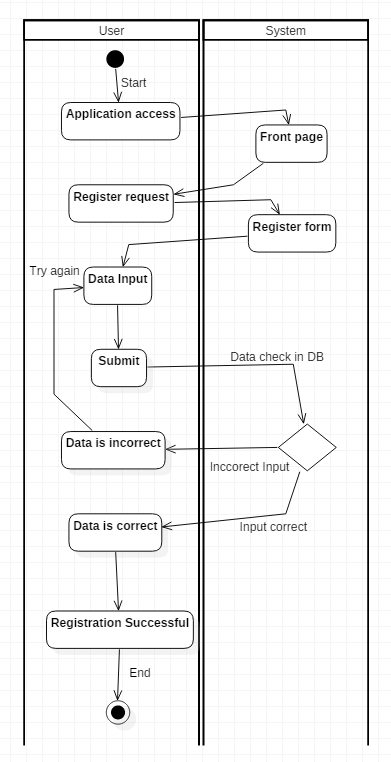 User
System
Start
Application access
Front page
Register request
Register form
Try again
Data Input
Submit
Data check in DB
Data is incorrect
Inccorect Input
Data is correct
Input correct
Registration Successful
End